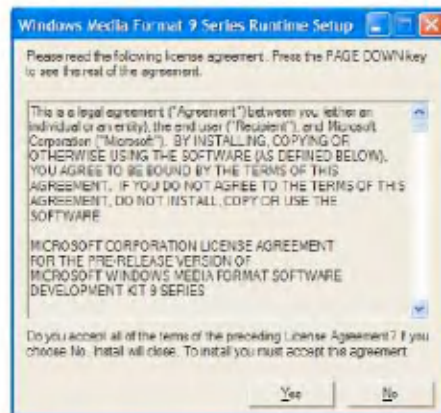 Windows Media Format 9 Series Runtime Setup
Please read the following license agreement. Press the PAGE DOWN key
to see the rest of the agreement.
This is a legal agreement ("Agreement") between you (either an
individual or an entity), the end user ("Recipient"), and Microsoft
Corporation ("Microsoft"). BY INSTALLING, COPYING OR
OTHERWISE USING THE SOFTWARE (AS DEFINED BELOW),
YOU AGREE TO BE BOUND BY THE TERMS OF THIS
AGREEMENT. IF YOU DO NOT AGREE TO THE TERMS OF THIS
AGREEMENT, DO NOT INSTALL, COPY OR USE THE
SOFTWARE
MICROSOFT CORPORATION LICENSE AGREEMENT
FOR THE PRE-RELEASE VERSION OF
MICROSOFT WINDOWS MEDIA FORMAT SOFTWARE
DEVELOPMENT KIT 9 SERIES
Do you accept all of the terms of the preceding License Agreement? If you
choose No, Install will close. To install you must accept this agreement.
Yes
No